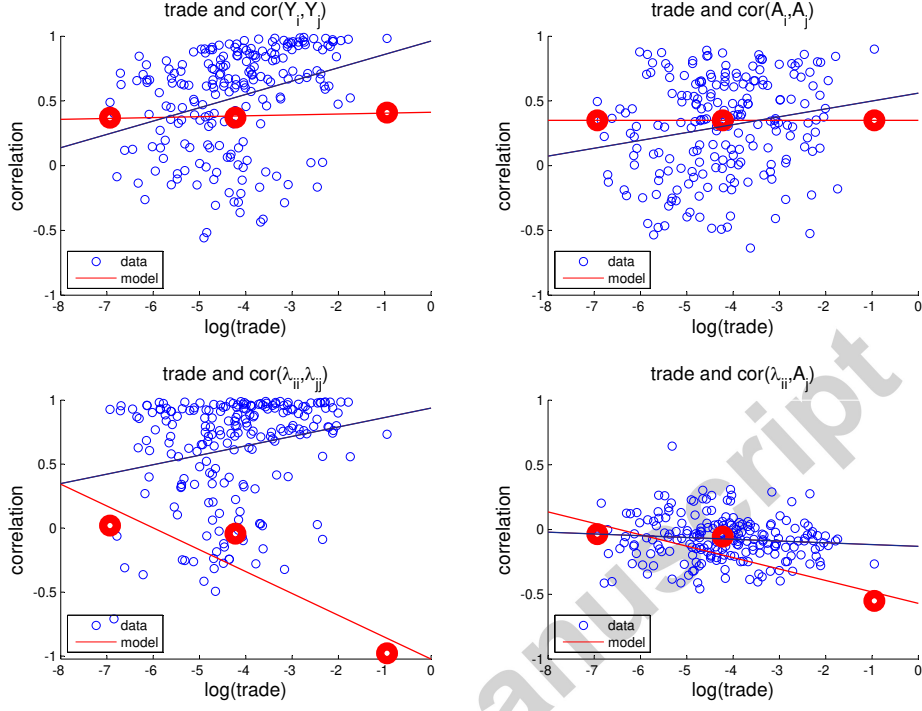 trade and cor(Y_i,Y_j)
1
0.5
0
-0.5
-1
correlation
data
model
-8 -7 -6 -5 -4 -3 -2 -1 0
log(trade)
trade and cor(A_i,A_j)
1
0.5
0
-0.5
-1
correlation
data
model
-8 -7 -6 -5 -4 -3 -2 -1 0
log(trade)
trade and cor(λ_ii,λ_jj)
1
0.5
0
-0.5
-1
correlation
data
model
-8 -7 -6 -5 -4 -3 -2 -1 0
log(trade)
trade and cor(λ_ii,A_j)
1
0.5
0
-0.5
-1
correlation
data
model
-8 -7 -6 -5 -4 -3 -2 -1 0
log(trade)
anuscript